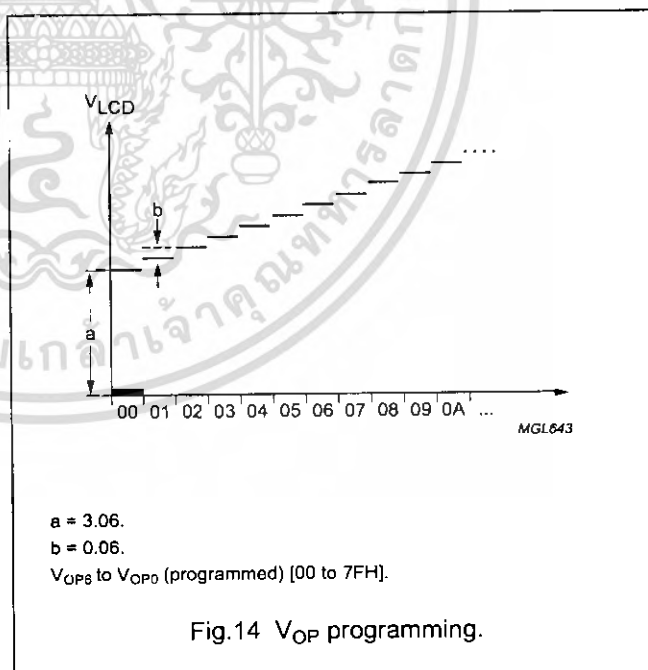 VLCD
b
a
00 01 02 03 04 05 06 07 08 09 0A ...
MGL643
a = 3.06.
b = 0.06.
VOP6 to VOP0 (programmed) [00 to 7FH].
Fig.14 VOP programming.